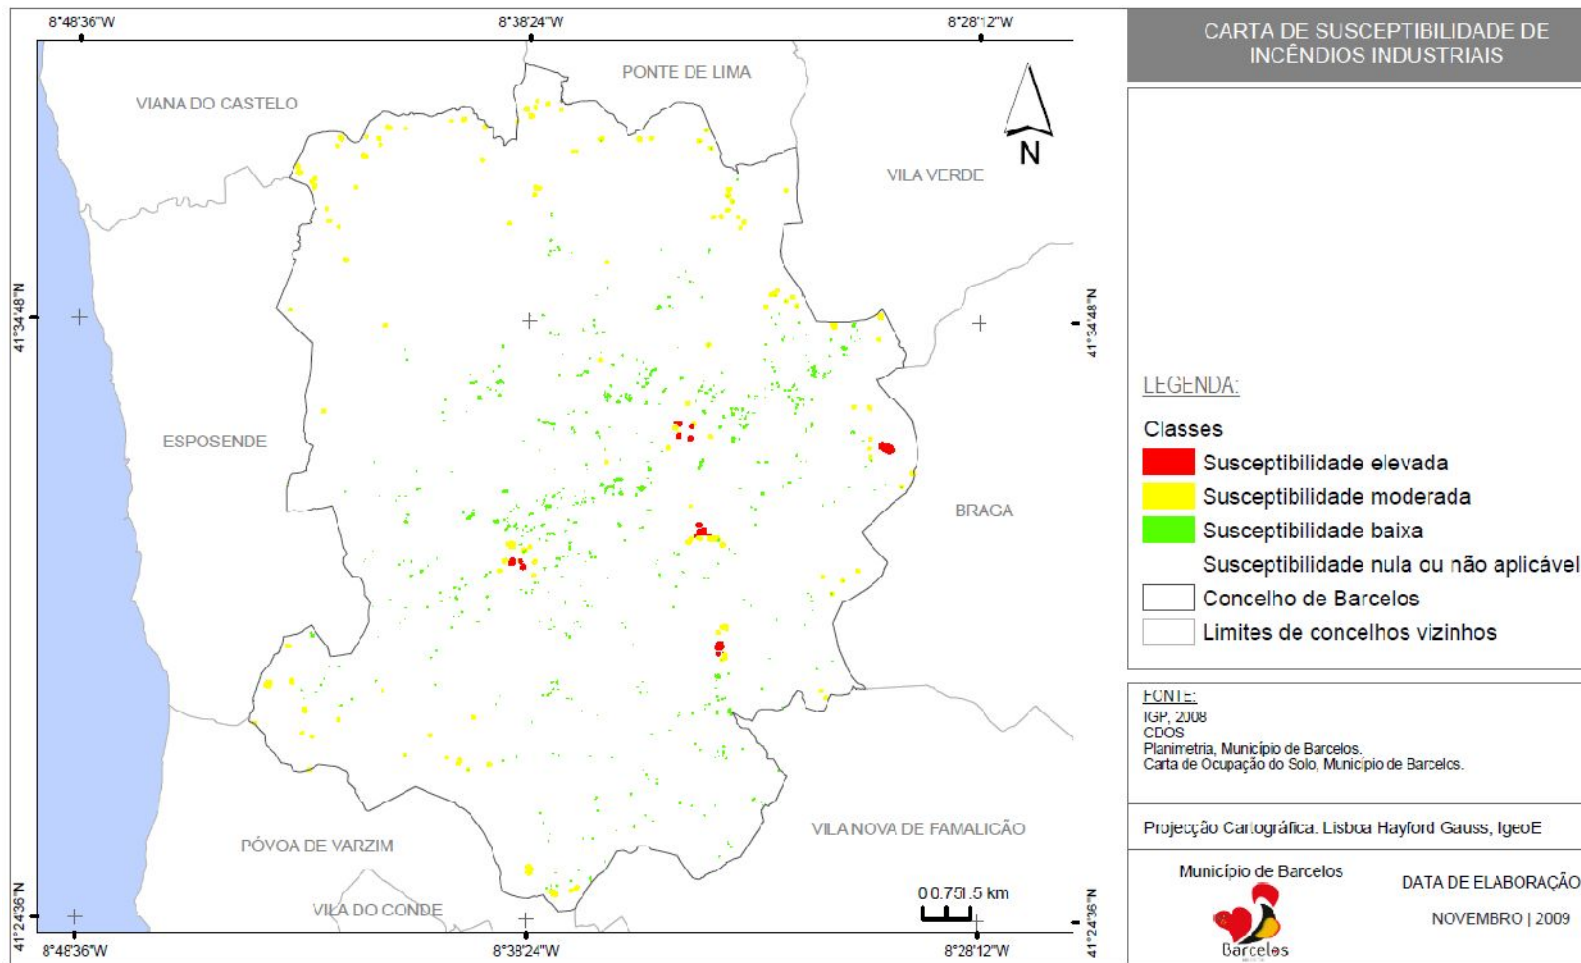 8°48'36"W
8°38'24"W
8°28'12"W
CARTA DE SUSCEPTIBILIDADE DE
INCÊNDIOS INDUSTRIAIS
PONTE DE LIMA
VIANA DO CASTELO
N
VILA VERDE
41°34'48"N
41°34'48"N
LEGENDA:
Classes
ESPOSENDE
Susceptibilidade elevada
Susceptibilidade moderada
BRAGA
Susceptibilidade baixa
Susceptibilidade nula ou não aplicável
Concelho de Barcelos
Limites de concelhos vizinhos
FONTE:
IGP, 2008
CDOS
Planimetria, Município de Barcelos.
Carta de Ocupação do Solo, Município de Barcelos.
VILA NOVA DE FAMALICÃO
Projecção Cartográfica: Lisboa Hayford Gauss, IgeoE
PÓVOA DE VARZIM
Município de Barcelos
DATA DE ELABORAÇÃO
0 0.75 1.5 km
VILA DO CONDE
NOVEMBRO | 2009
41°24'36"N
41°24'36"N
Barcelos
8°48'36"W
8°38'24"W
8°28'12"W